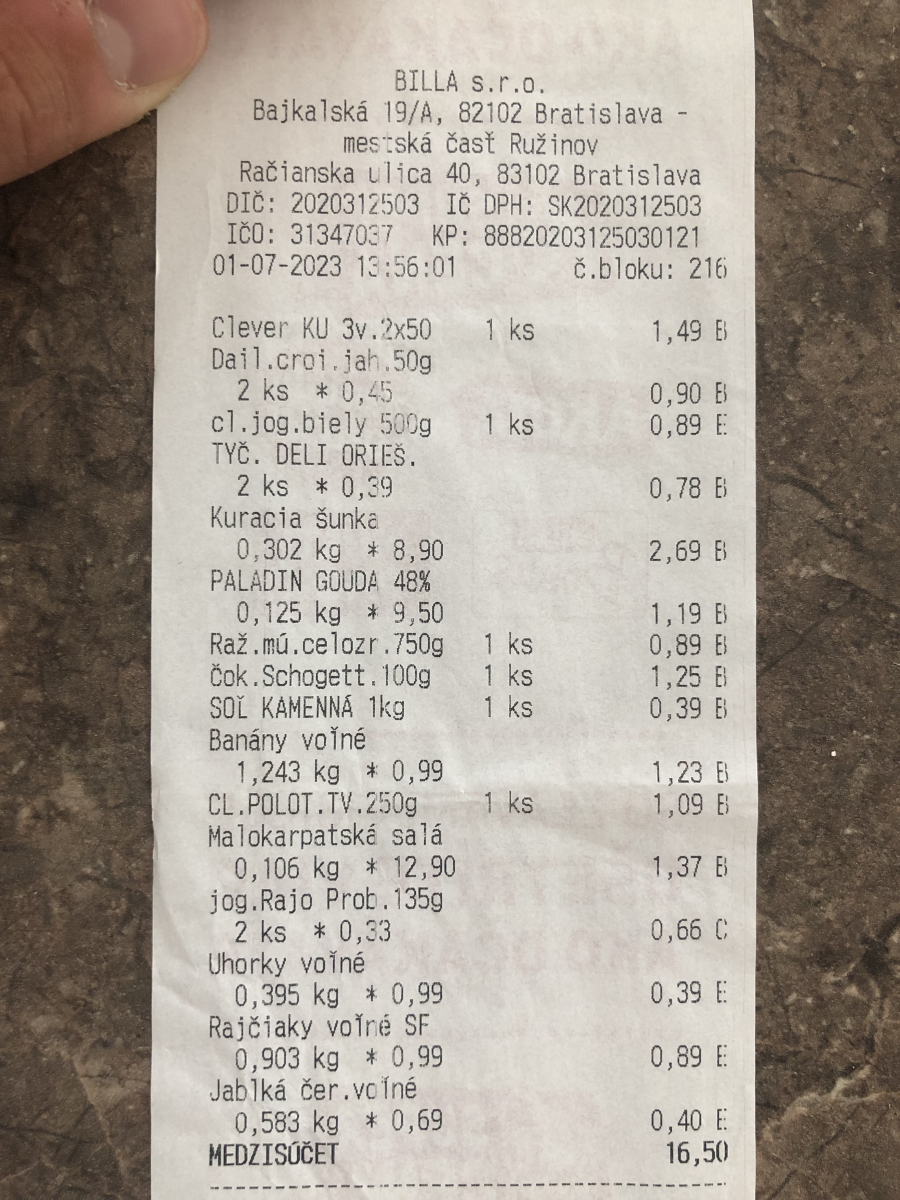 BILLA s.r.o.
Bajkalská 19/A, 82102 Bratislava -
mestská časť Ružinov
Račianska ulica 40, 83102 Bratislava
DIČ: 2020312503 IČ DPH: SK2020312503
IČO: 31347037 KP: 88820203125030121
01-07-2023 13:56:01 č.bloku: 216
Clever KU 3v.2x50 1 ks 1,49 B
Dail.croi.jah.50g
2 ks * 0,45 0,90 B
cl.jog.biely 500g 1 ks 0,89
TYČ. DELI ORIEŠ.
2 ks * 0,39 0,78 B
Kuracia šunka
0,302 kg * 8,90 2,69 B
PALADIN GOUDA 48%
0,125 kg * 9,50 1,19 B
Raž.mú.celozr.750g 1 ks 0,89 B
čok.Schogett.100g 1 ks 1,25 B
SOĽ KAMENNÁ 1kg 1 ks 0,39 B
Banány voľné
1,243 kg * 0,99 1,23 B
CL.POLOT.TV.250g 1 ks 1,09 B
Malokarpatská salá
0,106 kg * 12,90 1,37 B
jog.Rajo Prob.135g
2 ks * 0,33 0,66 C
Uhorky voľné
0,395 kg * 0,99 0,39
Rajčiaky voľné SF
0,903 kg * 0,99 0,89
Jablká čer.voľné
0,583 kg * 0,69 0,40
MEDZISÚČET 16,50